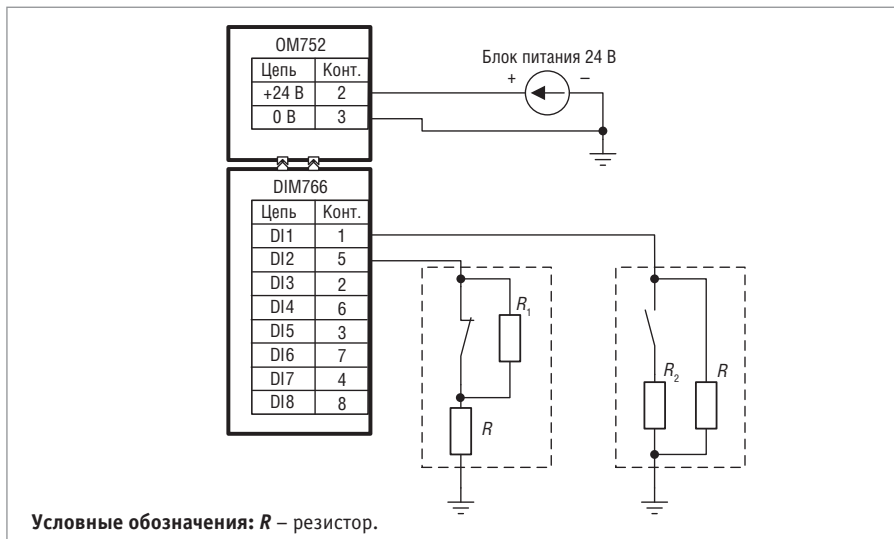 OM752
Цепь Конт.
+24 В 2
0 В 3
Блок питания 24 В
+ –
DIM766
Цепь Конт.
DI1 1
DI2 5
DI3 2
DI4 6
DI5 3
DI6 7
DI7 4
DI8 8
R1
R
R2
R
Условные обозначения: R – резистор.